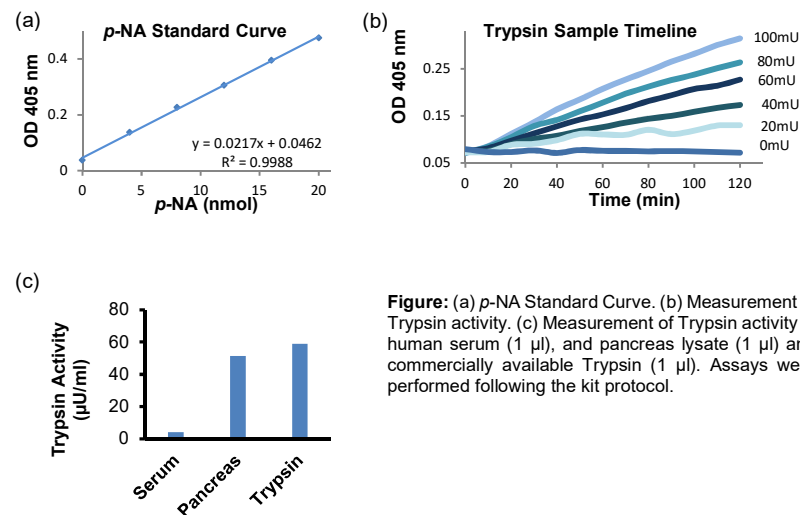 (a)
p-NA Standard Curve
OD 405 nm
0.4
0.2
0
y = 0.0217x + 0.0462
R² = 0.9988
0 5 10 15 20
p-NA (nmol)
(b)
Trypsin Sample Timeline
OD 405 nm
0.25
0.15
0.05
100mU
80mU
60mU
40mU
20mU
0mU
0 20 40 60 80 100 120
Time (min)
(c)
Trypsin Activity
(µU/ml)
80
60
40
20
0
Serum
Pancreas
Trypsin
Figure: (a) p-NA Standard Curve. (b) Measurement
Trypsin activity. (c) Measurement of Trypsin activity
human serum (1 µl), and pancreas lysate (1 µl) an
commercially available Trypsin (1 µl). Assays we
performed following the kit protocol.